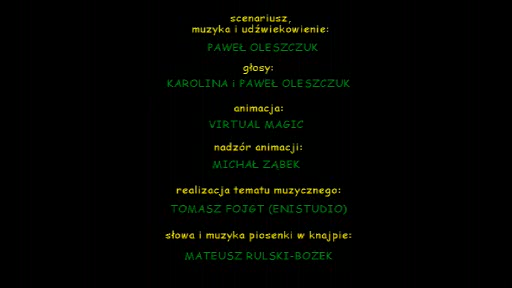 scenariusz,
muzyka i udźwiekowienie:
PAWEŁ OLESZCZUK
głosy:
KAROLINA i PAWEŁ OLESZCZUK
animacja:
VIRTUAL MAGIC
nadzór animacji:
MICHAŁ ZĄBEK
realizacja tematu muzycznego:
TOMASZ FOJGT (ENISTUDIO)
słowa i muzyka piosenki w knajpie:
MATEUSZ RULSKI-BOŻEK